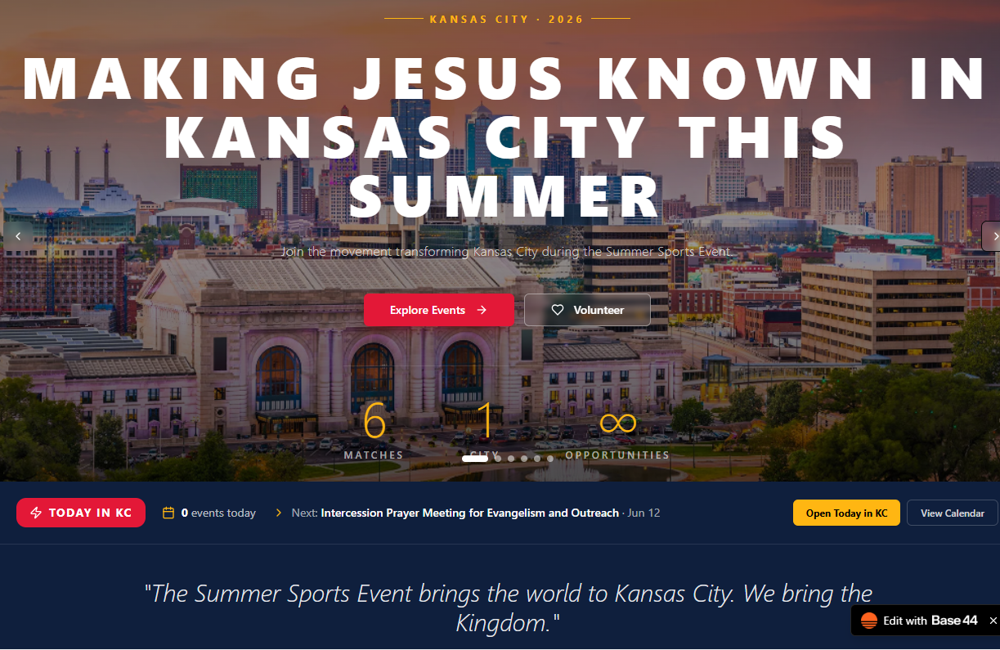 KANSAS CITY · 2026
MAKING JESUS KNOWN IN
KANSAS CITY THIS
SUMMER
Join the movement transforming Kansas City during the Summer Sports Event.
Explore Events
Volunteer
6
1
∞
MATCHES
CITY
OPPORTUNITIES
TODAY IN KC
0 events today
Next: Intercession Prayer Meeting for Evangelism and Outreach · Jun 12
Open Today in KC
View Calendar
"The Summer Sports Event brings the world to Kansas City. We bring the
Kingdom."
Edit with Base44